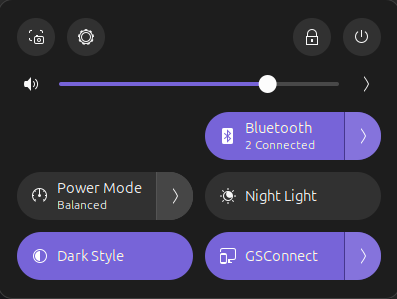 Bluetooth
2 Connected
Power Mode
Balanced
Night Light
Dark Style
GSConnect